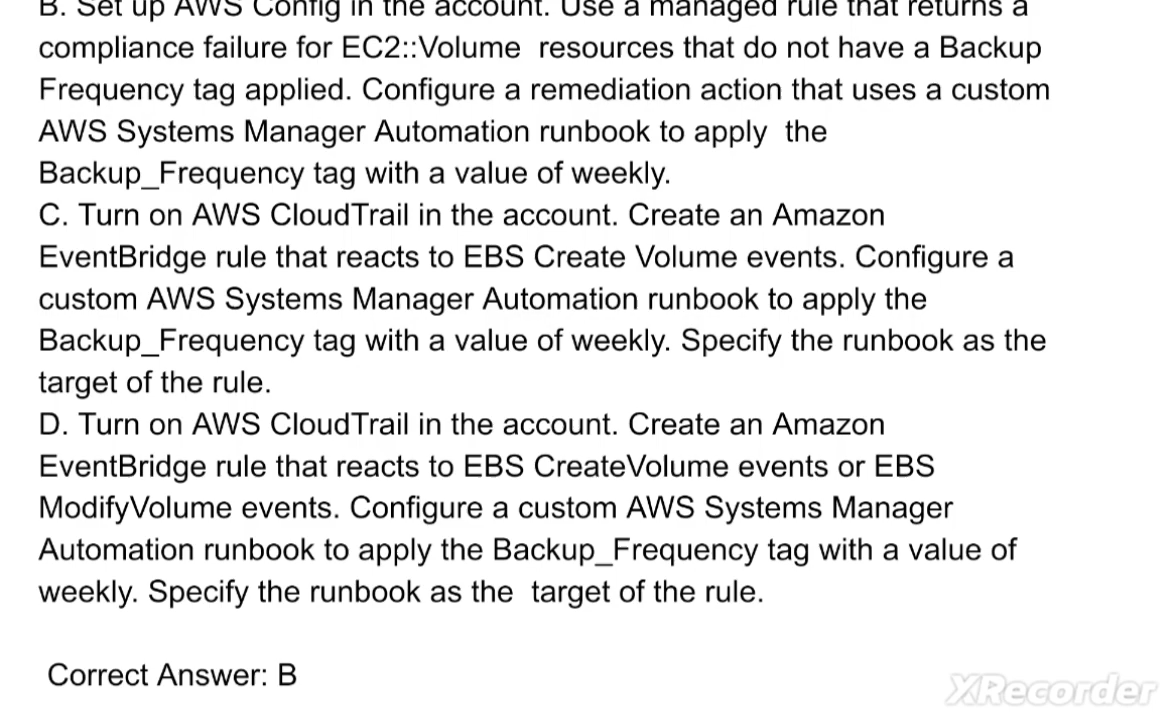 B. Set up AWS Config in the account. Use a managed rule that returns a
compliance failure for EC2::Volume  resources that do not have a Backup
Frequency tag applied. Configure a remediation action that uses a custom
AWS Systems Manager Automation runbook to apply  the
Backup_Frequency tag with a value of weekly.
C. Turn on AWS CloudTrail in the account. Create an Amazon
EventBridge rule that reacts to EBS Create Volume events. Configure a
custom AWS Systems Manager Automation runbook to apply the
Backup_Frequency tag with a value of weekly. Specify the runbook as the
target of the rule.
D. Turn on AWS CloudTrail in the account. Create an Amazon
EventBridge rule that reacts to EBS CreateVolume events or EBS
ModifyVolume events. Configure a custom AWS Systems Manager
Automation runbook to apply the Backup_Frequency tag with a value of
weekly. Specify the runbook as the  target of the rule.
Correct Answer: B
XRecorder